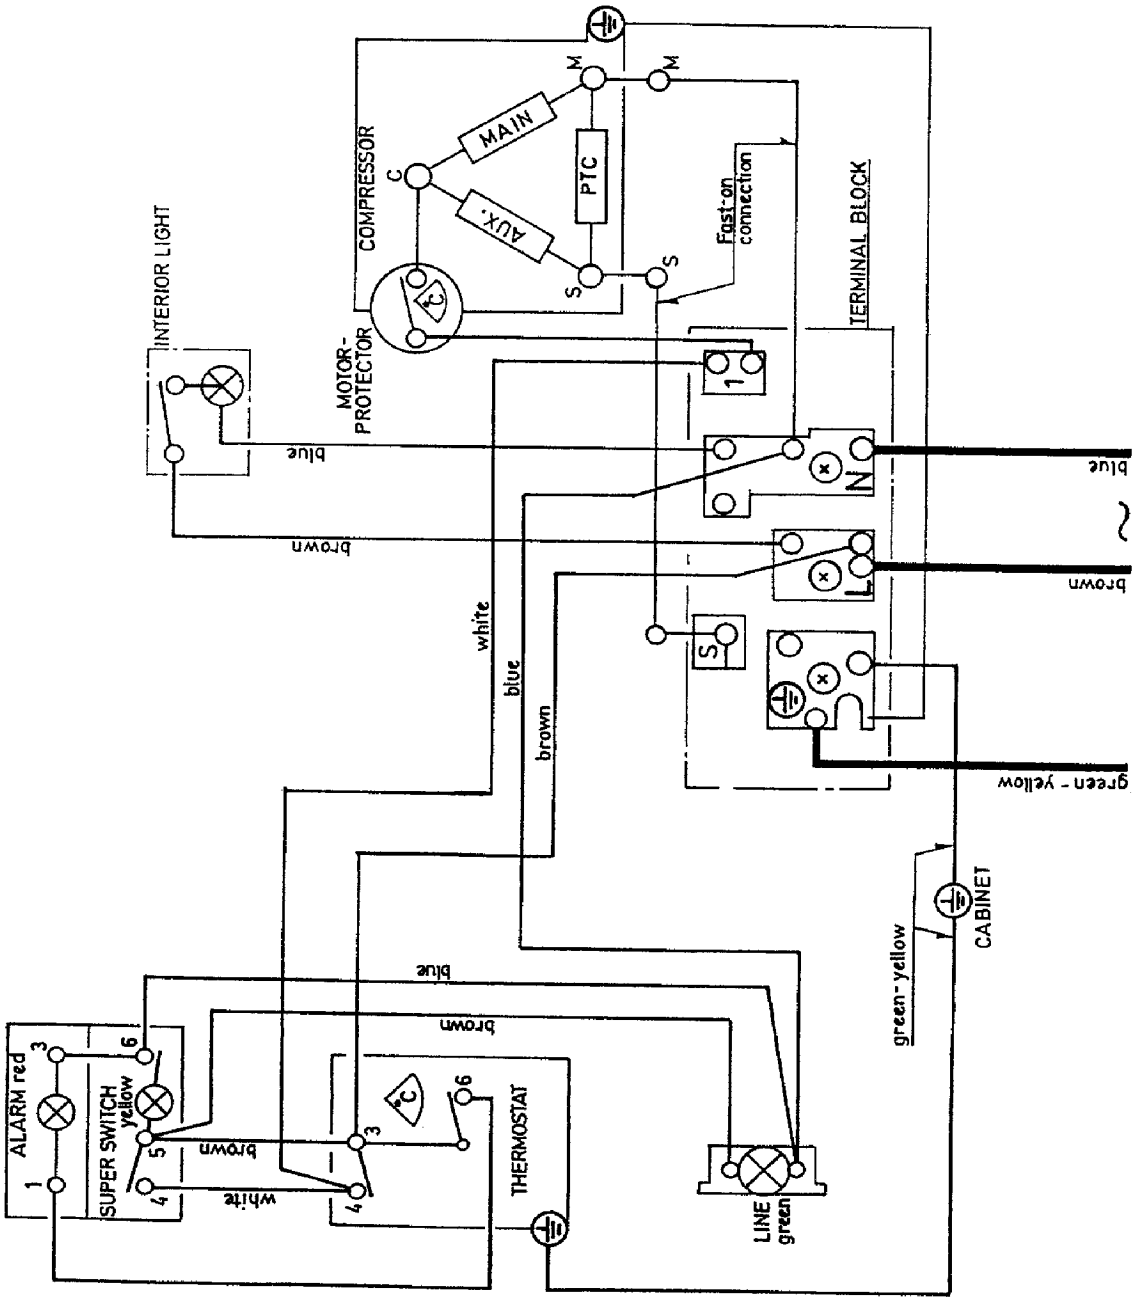 ALARM red
1
3
SUPER SWITCH
yellow
4
5
6
white
brown
blue
brown
THERMOSTAT
4
3
6
°C
LINE
green
white
blue
brown
INTERIOR LIGHT
blue
brown
MOTOR-
PROTECTOR
°C
COMPRESSOR
C
MAIN
AUX.
PTC
M
M
S
S
Fast-on
connection
TERMINAL BLOCK
1
N
L
S
blue
~
brown
green-yellow
green-yellow
CABINET